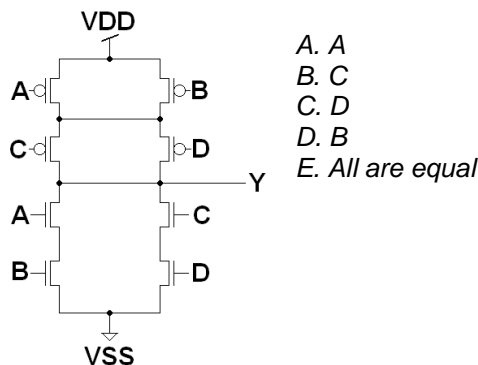 VDD
A B
C D
Y
A C
B D
VSS
A. A
B. C
C. D
D. B
E. All are equal